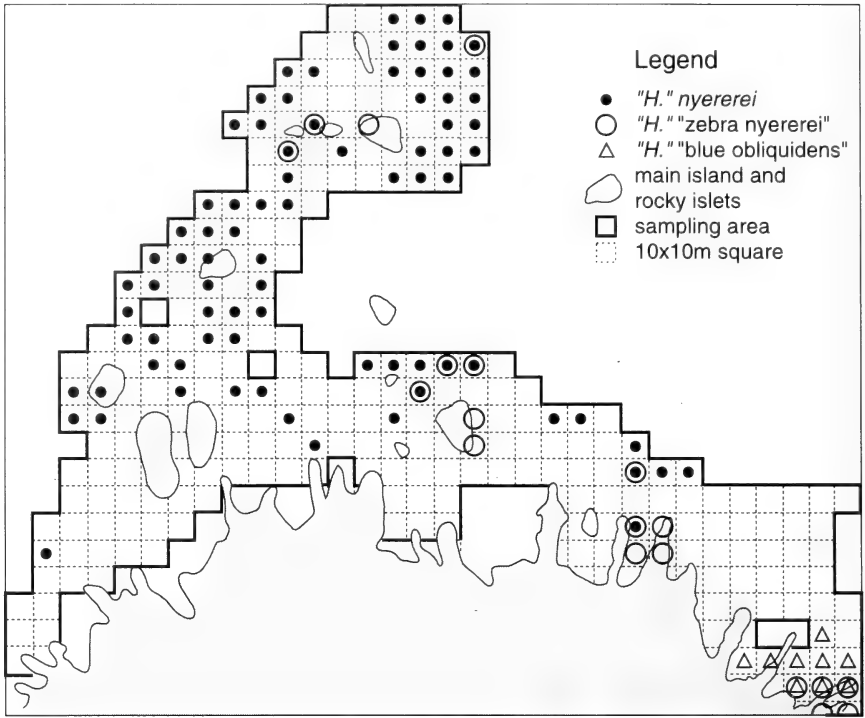 Legend
"H." nyererei
"H." "zebra nyererei"
"H." "blue obliquidens"
main island and
rocky islets
sampling area
10x10m square